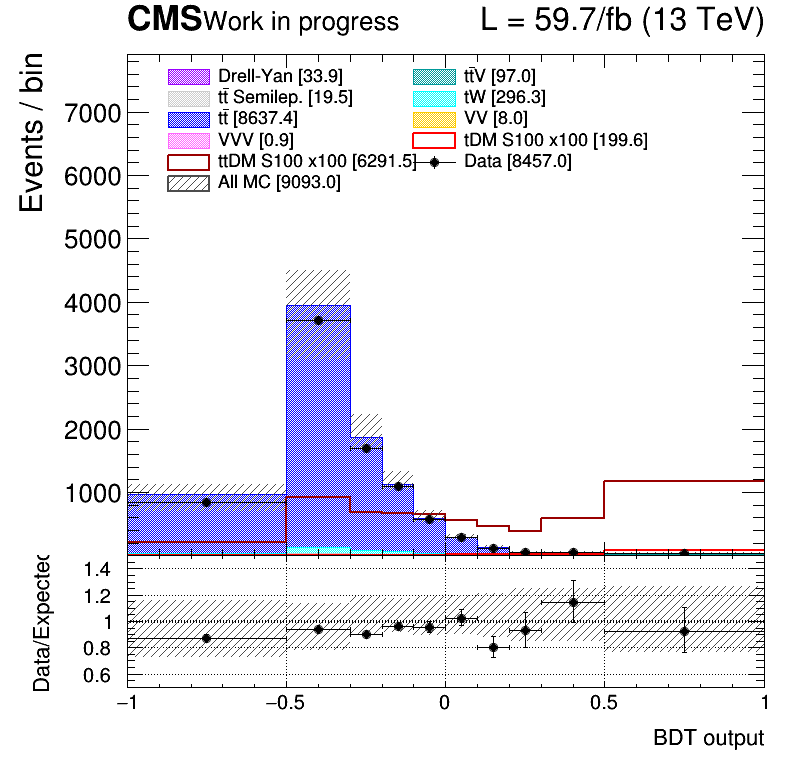 CMS Work in progress L = 59.7/fb (13 TeV)
Events / bin
Drell-Yan [33.9] tt̄V [97.0]
tt̄ Semilep. [19.5] tW [296.3]
tt̄ [8637.4] VV [8.0]
VVV [0.9] tDM S100 x100 [199.6]
ttDM S100 x100 [6291.5] Data [8457.0]
All MC [9093.0]
7000
6000
5000
4000
3000
2000
1000
Data/Expected
1.4
1.2
1
0.8
0.6
−1 −0.5 0 0.5 1
BDT output